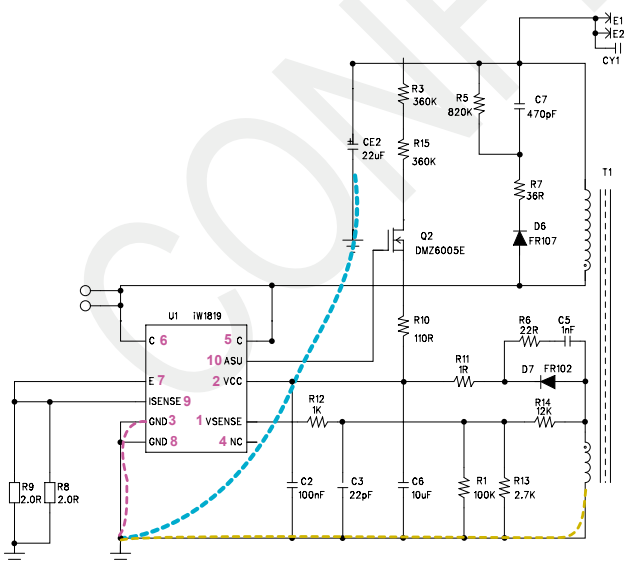 CONFI
E1
E2
CY1
R3
360K
R5
820K
C7
470pF
CE2
22uF
R15
360K
T1
R7
36R
Q2
DMZ6005E
D6
FR107
U1 iW1819
C 6
5 C
10 ASU
E 7
2 VCC
ISENSE 9
GND 3
1 VSENSE
GND 8
4 NC
R10
110R
R6
22R
C5
1nF
R11
1R
D7
FR102
R12
1K
R14
12K
R9
2.0R
R8
2.0R
C2
100nF
C3
22pF
C6
10uF
R1
100K
R13
2.7K